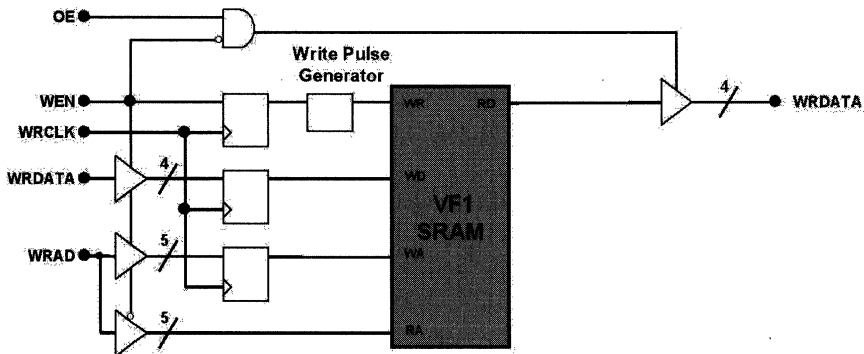 OE
Write Pulse
Generator
WEN
WR
RD
4
WRDATA
WRCLK
WRDATA
4
WD
VF1
SRAM
WRAD
5
WA
5
RA